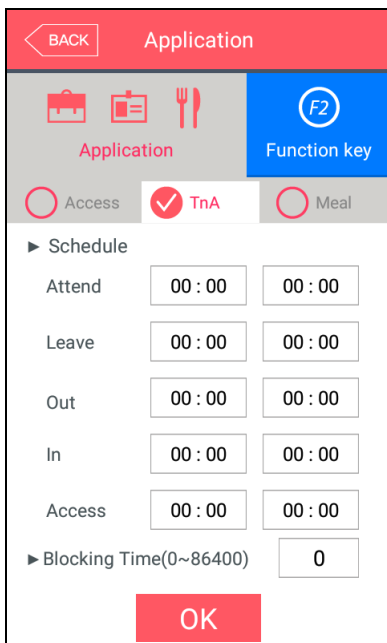 BACK Application
F2
Application Function key
Access TnA Meal
► Schedule
Attend 00 : 00 00 : 00
Leave 00 : 00 00 : 00
Out 00 : 00 00 : 00
In 00 : 00 00 : 00
Access 00 : 00 00 : 00
► Blocking Time(0~86400) 0
OK